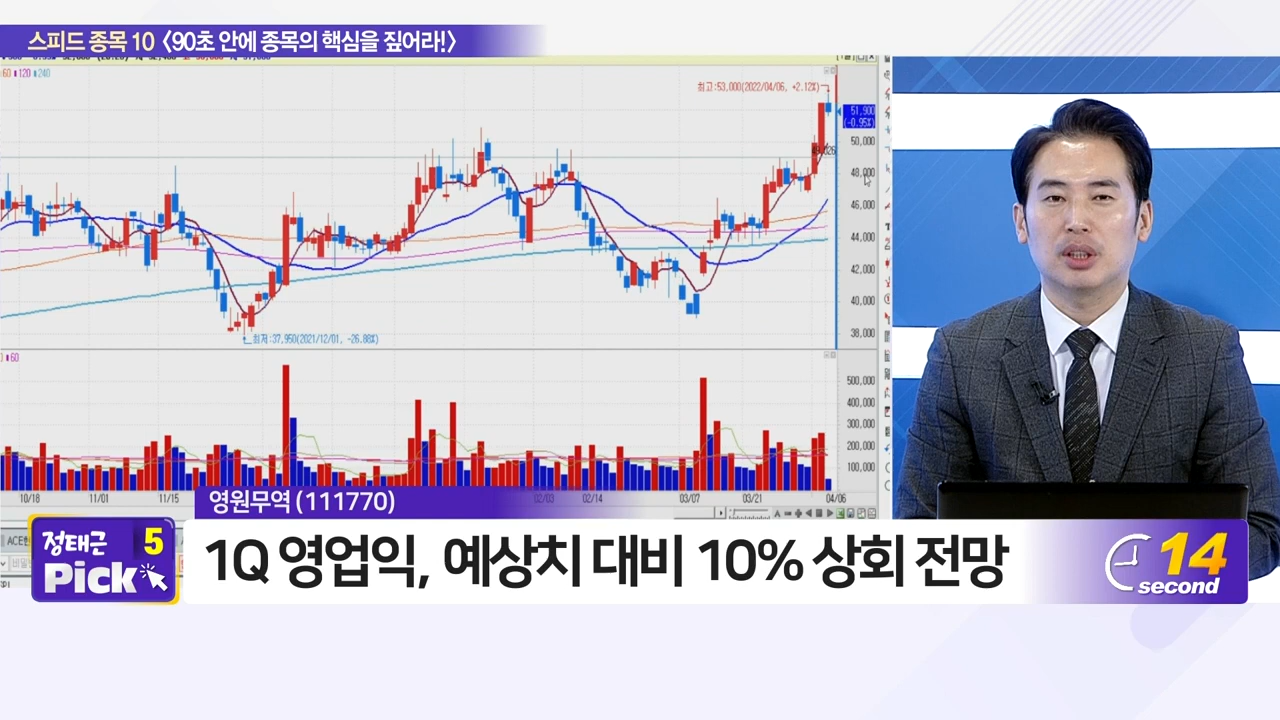 스피드 종목 10 〈90초 안에 종목의 핵심을 짚어라!〉
60 120 240
최고:53,000(2022/04/06, +2.12%)
51,900
(-0.95%)
50,000
48,000
46,000
44,000
42,000
40,000
38,000
최저:37,950(2021/12/01, -26.88%)
60
500,000
400,000
300,000
200,000
100,000
10/18 11/01 11/15 02/03 02/14 03/07 03/21 04/06
영원무역 (111770)
정태근 5
Pick
1Q 영업익, 예상치 대비 10% 상회 전망
14
second